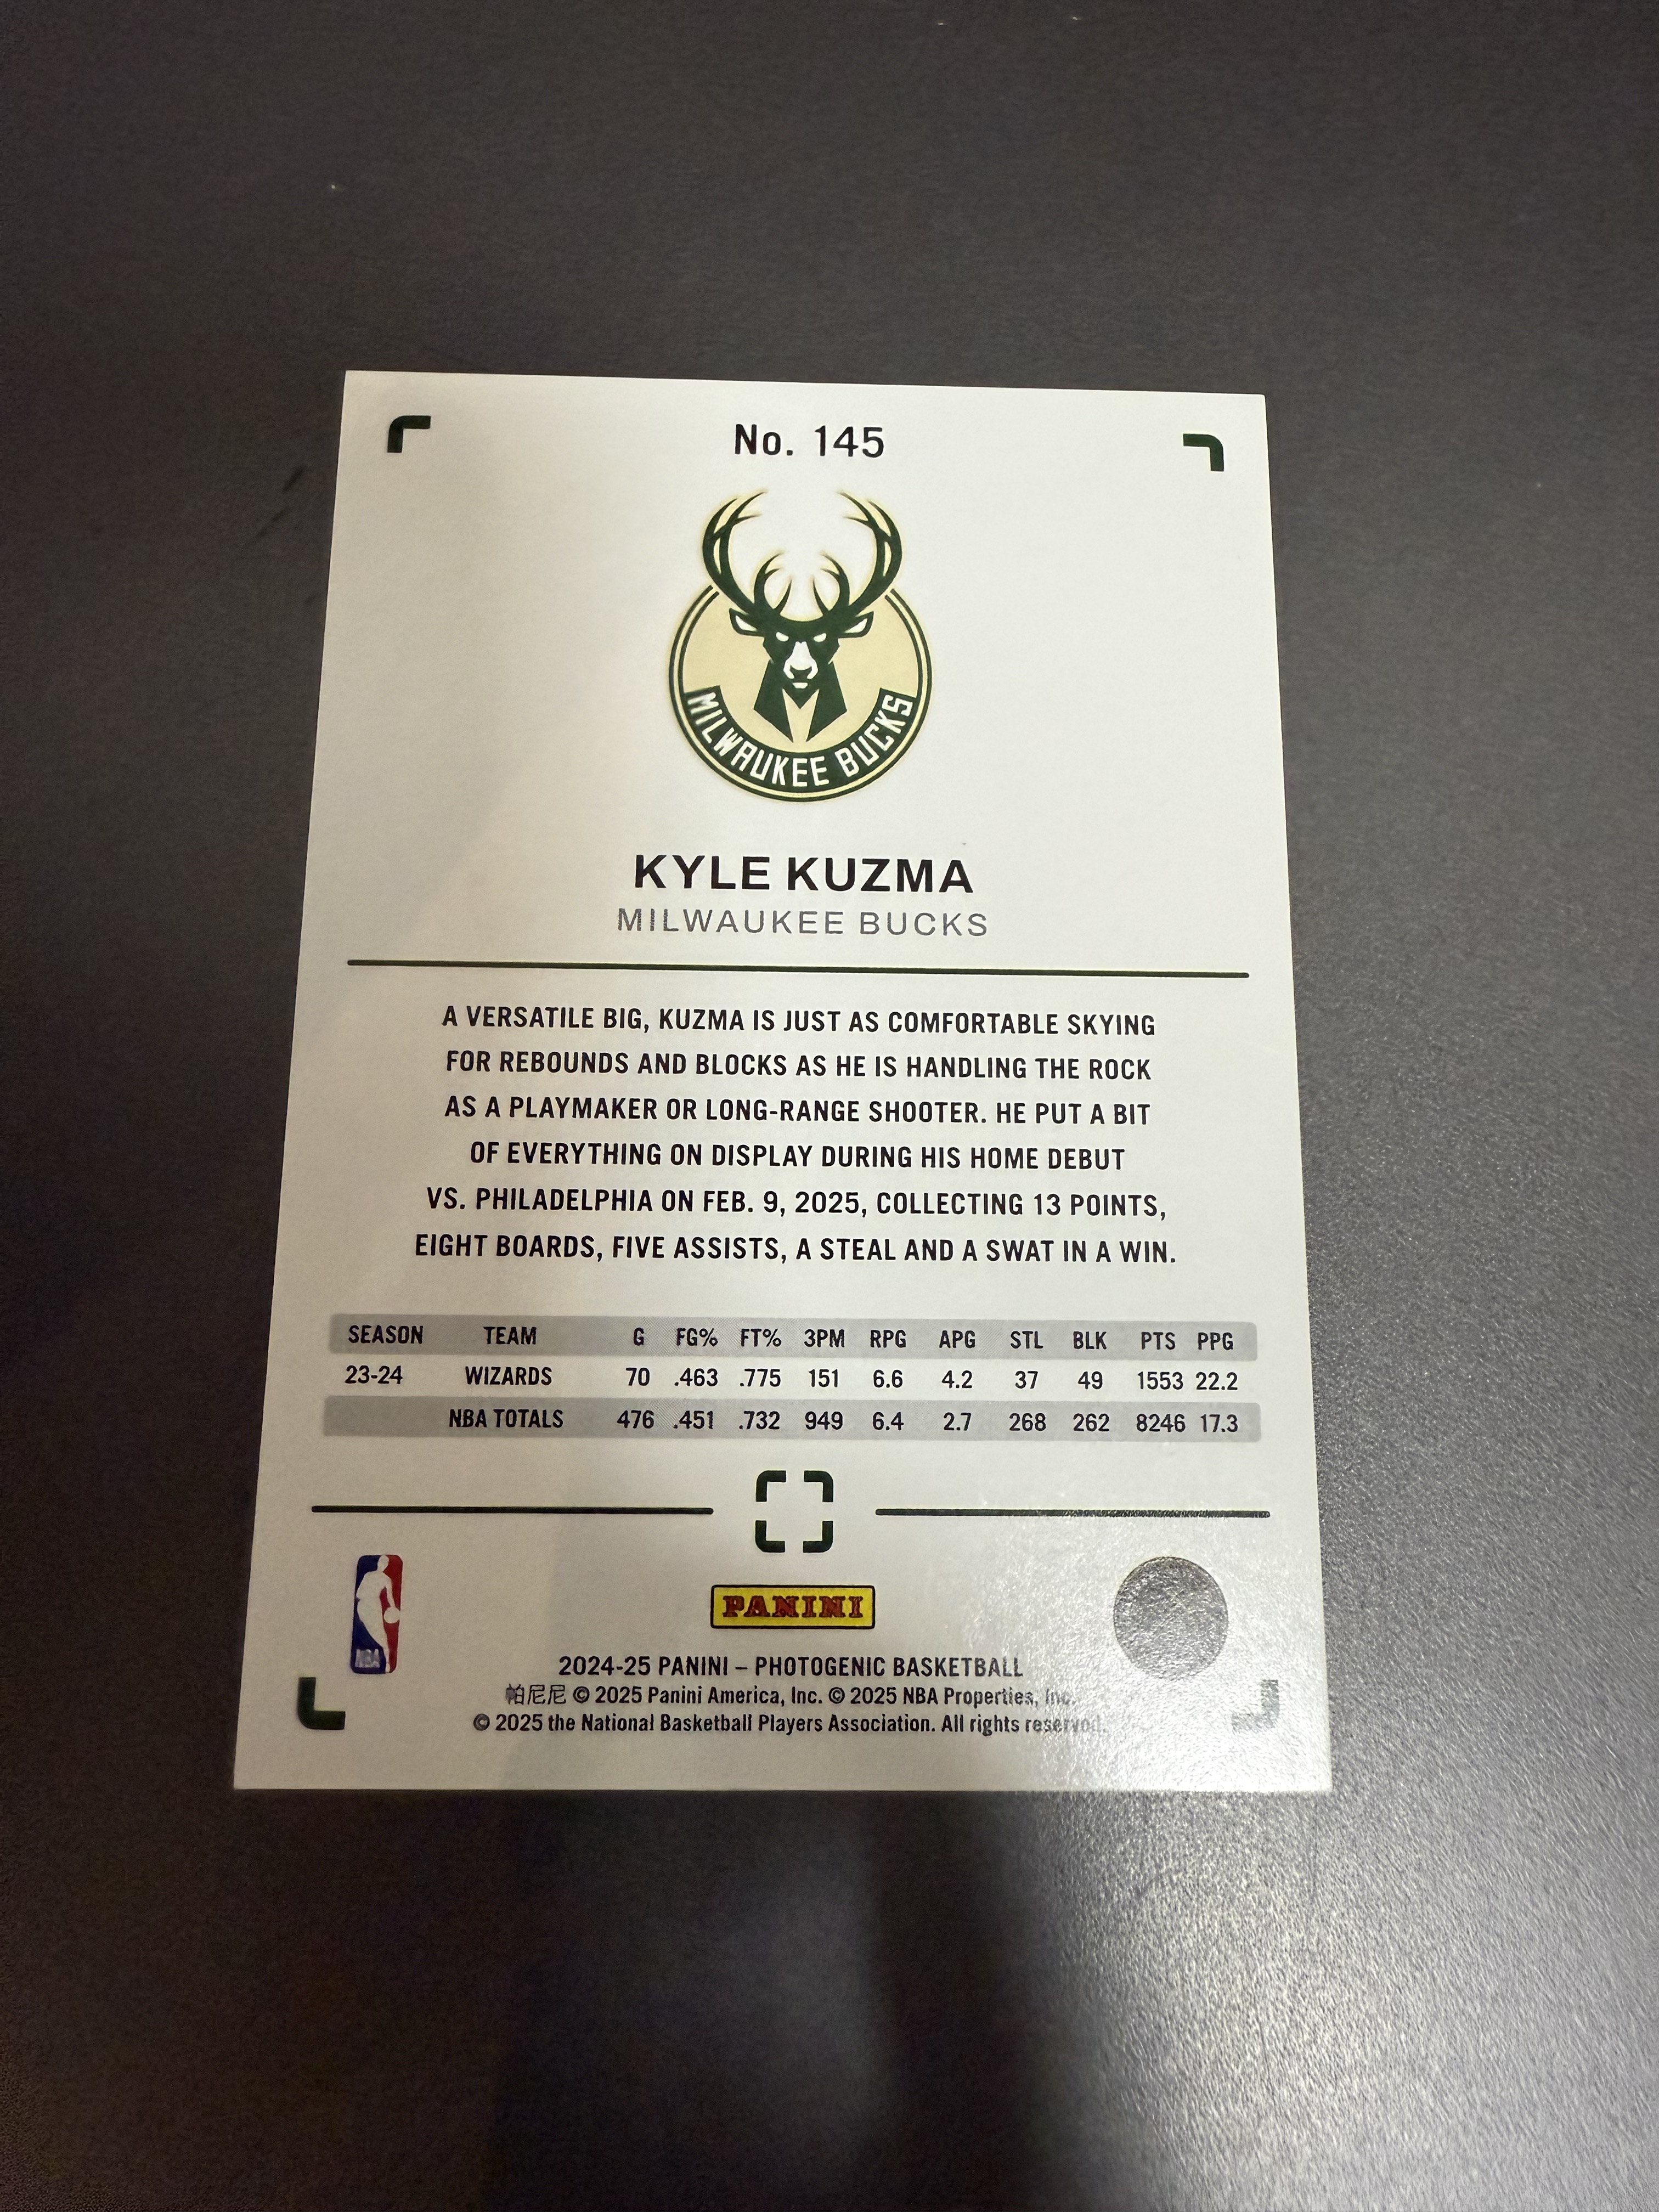 No. 145
MILWAUKEE BUCKS
KYLE KUZMA
MILWAUKEE BUCKS
A VERSATILE BIG, KUZMA IS JUST AS COMFORTABLE SKYING
FOR REBOUNDS AND BLOCKS AS HE IS HANDLING THE ROCK
AS A PLAYMAKER OR LONG-RANGE SHOOTER. HE PUT A BIT
OF EVERYTHING ON DISPLAY DURING HIS HOME DEBUT
VS. PHILADELPHIA ON FEB. 9, 2025, COLLECTING 13 POINTS,
EIGHT BOARDS, FIVE ASSISTS, A STEAL AND A SWAT IN A WIN.
SEASON TEAM G FG% FT% 3PM RPG APG STL BLK PTS PPG
23-24 WIZARDS 70 .463 .775 151 6.6 4.2 37 49 1553 22.2
NBA TOTALS 476 .451 .732 949 6.4 2.7 268 262 8246 17.3
NBA
PANINI
2024-25 PANINI – PHOTOGENIC BASKETBALL
帕尼尼 © 2025 Panini America, Inc. © 2025 NBA Properties, Inc.
© 2025 the National Basketball Players Association. All rights reserved.